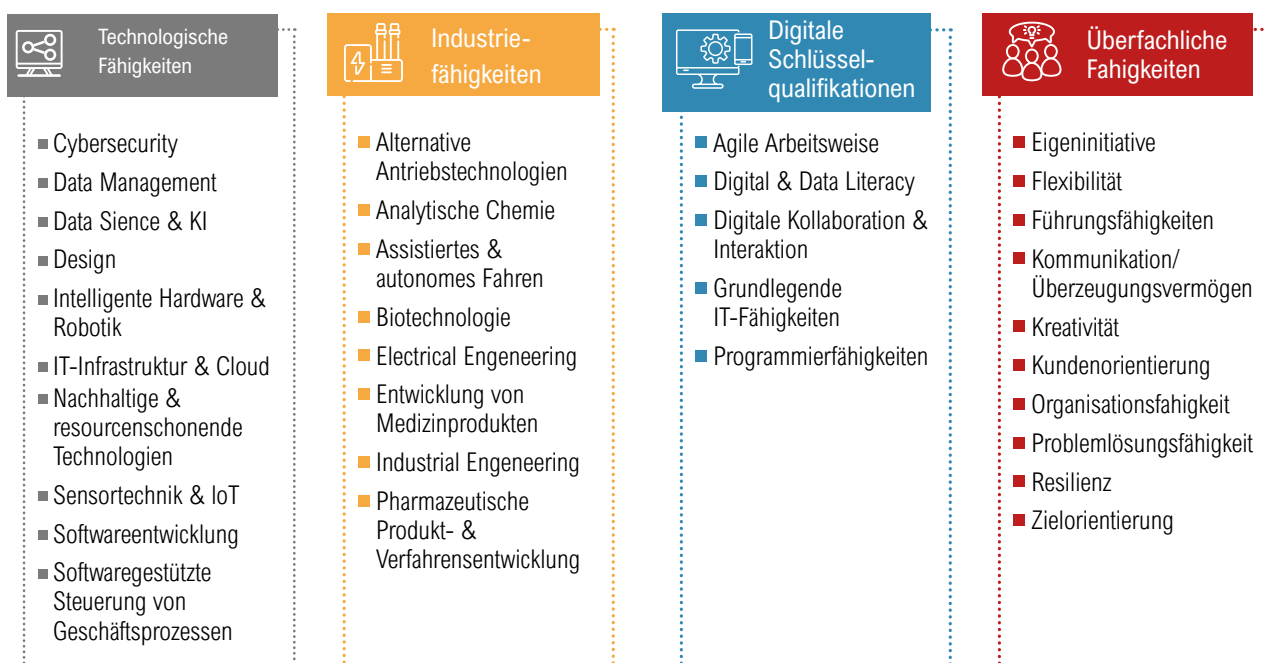 Technologische
Fähigkeiten
Cybersecurity
Data Management
Data Sience & KI
Design
Intelligente Hardware &
Robotik
IT-Infrastruktur & Cloud
Nachhaltige &
resourcenschonende
Technologien
Sensortechnik & IoT
Softwareentwicklung
Softwaregestützte
Steuerung von
Geschäftsprozessen
Industrie-
fähigkeiten
Alternative
Antriebstechnologien
Analytische Chemie
Assistiertes &
autonomes Fahren
Biotechnologie
Electrical Engeneering
Entwicklung von
Medizinprodukten
Industrial Engeneering
Pharmazeutische
Produkt- &
Verfahrensentwicklung
Digitale
Schlüssel-
qualifikationen
Agile Arbeitsweise
Digital & Data Literacy
Digitale Kollaboration &
Interaktion
Grundlegende
IT-Fähigkeiten
Programmierfähigkeiten
Überfachliche
Fahigkeiten
Eigeninitiative
Flexibilität
Führungsfähigkeiten
Kommunikation/
Überzeugungsvermögen
Kreativität
Kundenorientierung
Organisationsfahigkeit
Problemlösungsfähigkeit
Resilienz
Zielorientierung